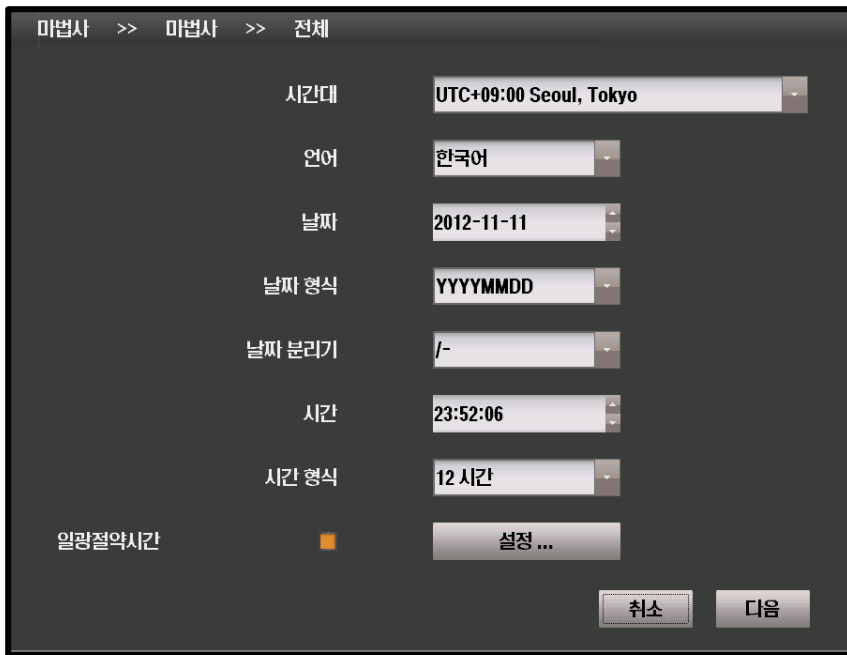 마법사 >> 마법사 >> 전체
시간대 UTC+09:00 Seoul, Tokyo
언어 한국어
날짜 2012-11-11
날짜 형식 YYYYMMDD
날짜 분리기 /-
시간 23:52:06
시간 형식 12 시간
일광절약시간 설정 ...
취소 다음